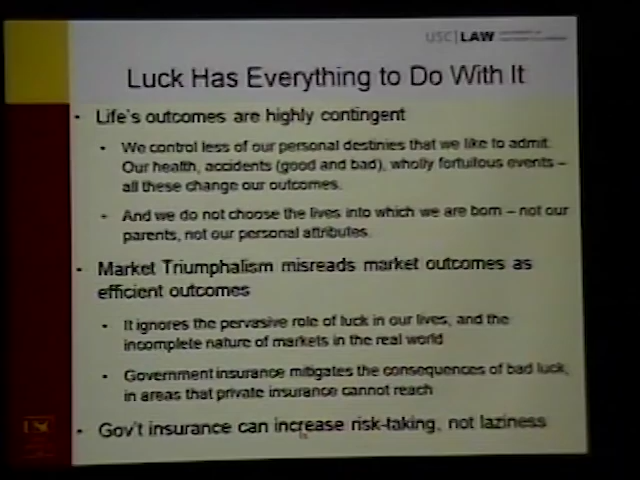 USC LAW
Luck Has Everything to Do With It
• Life's outcomes are highly contingent
• We control less of our personal destinies that we like to admit.
Our health, accidents (good and bad), wholly fortuitous events –
all these change our outcomes.
• And we do not choose the lives into which we are born – not our
parents, not our personal attributes.
• Market Triumphalism misreads market outcomes as
efficient outcomes
• It ignores the pervasive role of luck in our lives, and the
incomplete nature of markets in the real world
• Government insurance mitigates the consequences of bad luck,
in areas that private insurance cannot reach
• Gov't insurance can increase risk-taking, not laziness
USC